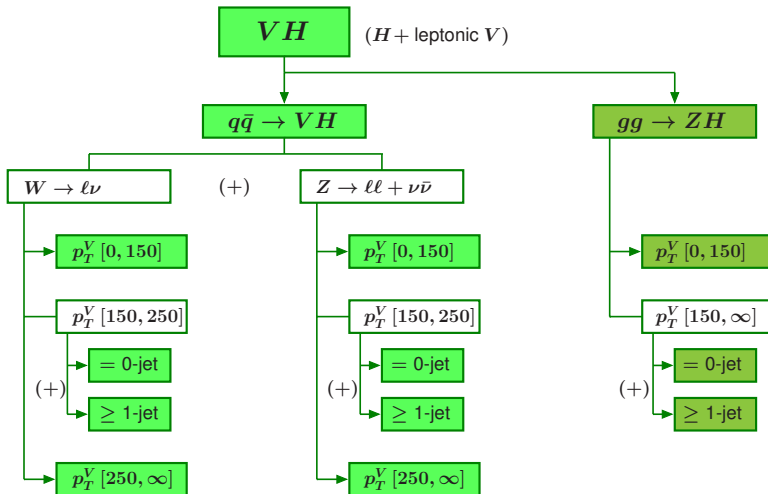 VH (H + leptonic V)
qq̄ → VH gg → ZH
W → ℓν (+) Z → ℓℓ + νν̄
p_T^V [0, 150] p_T^V [0, 150] p_T^V [0, 150]
p_T^V [150, 250] p_T^V [150, 250] p_T^V [150, ∞]
= 0-jet = 0-jet = 0-jet
(+) (+) (+)
≥ 1-jet ≥ 1-jet ≥ 1-jet
p_T^V [250, ∞] p_T^V [250, ∞]